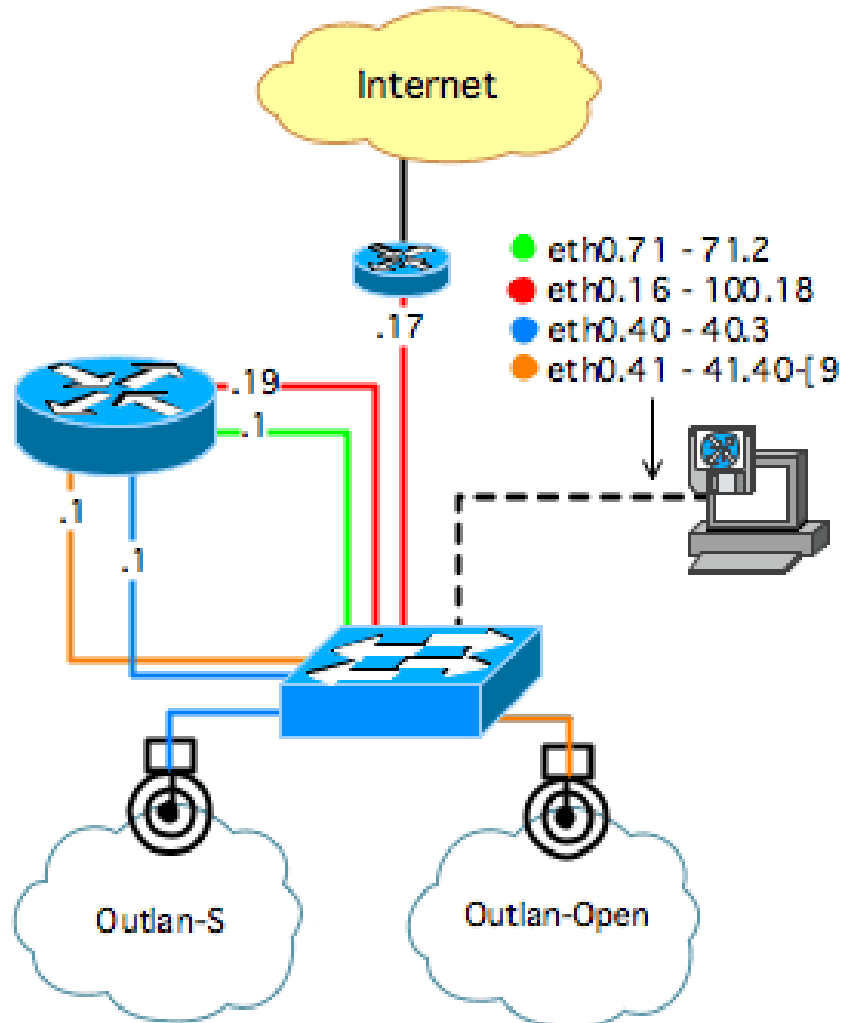 Internet
eth0.71 - 71.2
eth0.16 - 100.18
eth0.40 - 40.3
eth0.41 - 41.40-[9
.17
.19
.1
.1
.1
Outlan-S
Outlan-Open